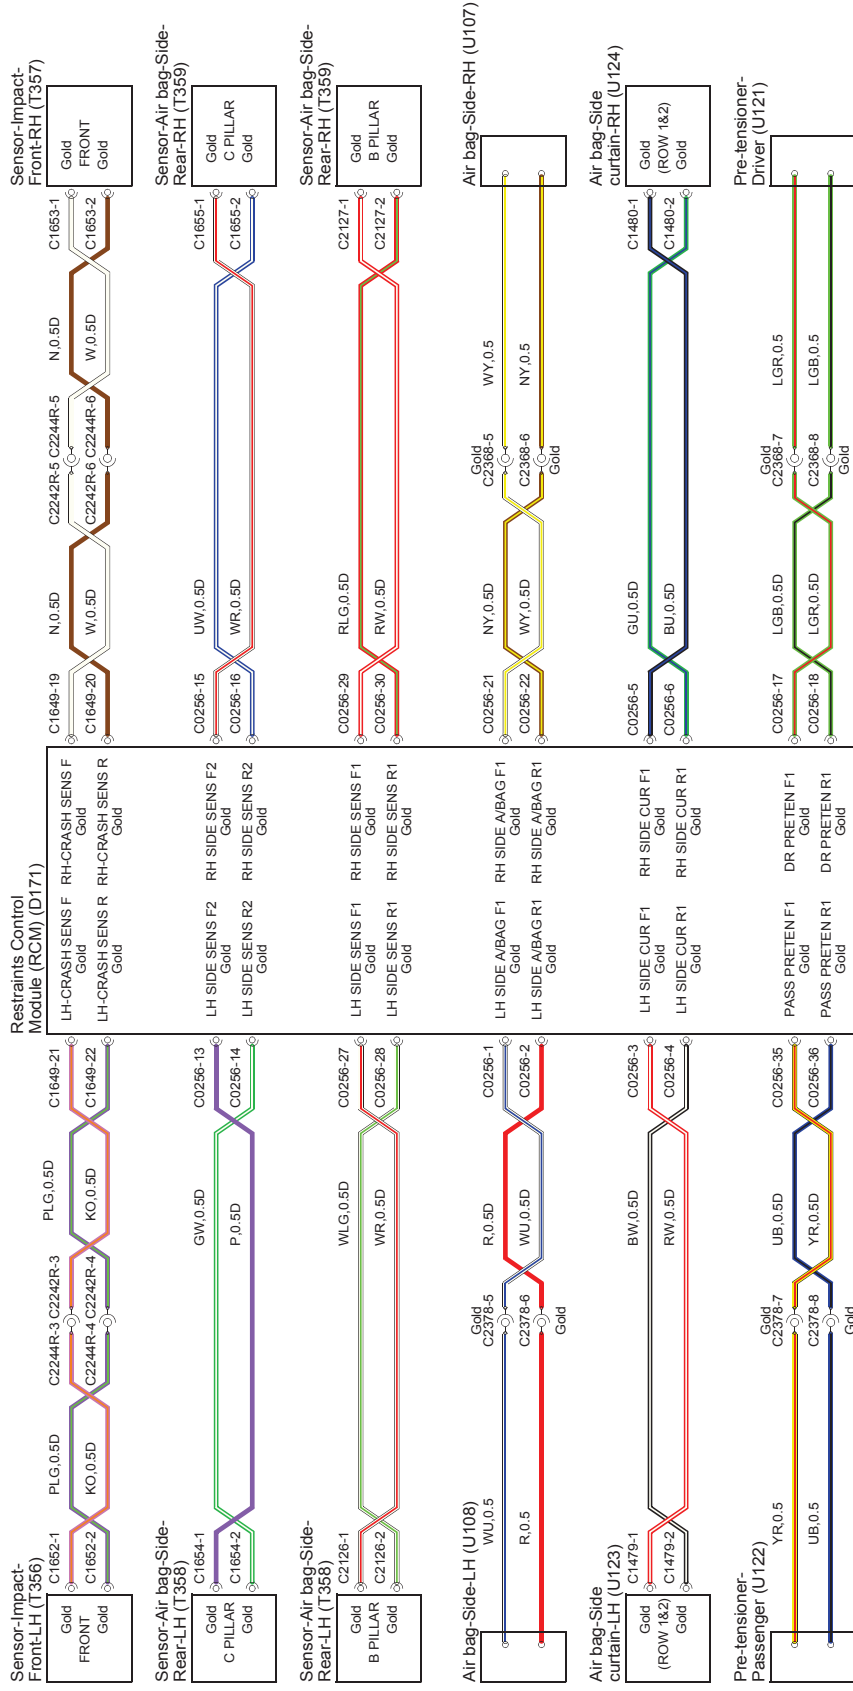 Sensor-Impact-
Front-LH (T356)
Gold
FRONT
Gold
C1652-1
C1652-2
PLG,0.5D
KO,0.5D
C2244R-3
C2242R-3
C2244R-4
C2242R-4
PLG,0.5D
KO,0.5D
C1649-21
C1649-22
Restraints Control
Module (RCM) (D171)
LH-CRASH SENS F
Gold
LH-CRASH SENS R
Gold
RH-CRASH SENS F
Gold
RH-CRASH SENS R
Gold
C1649-19
C1649-20
N,0.5D
W,0.5D
C2242R-5
C2244R-5
C2242R-6
C2244R-6
N,0.5D
W,0.5D
C1653-1
C1653-2
Sensor-Impact-
Front-RH (T357)
Gold
FRONT
Gold
Sensor-Air bag-Side-
Rear-LH (T358)
Gold
C PILLAR
Gold
C1654-1
C1654-2
GW,0.5D
P,0.5D
C0256-13
C0256-14
LH SIDE SENS F2
Gold
LH SIDE SENS R2
Gold
RH SIDE SENS F2
Gold
RH SIDE SENS R2
Gold
C0256-15
C0256-16
UW,0.5D
WR,0.5D
C1655-1
C1655-2
Sensor-Air bag-Side-
Rear-RH (T359)
Gold
C PILLAR
Gold
Sensor-Air bag-Side-
Rear-LH (T358)
Gold
B PILLAR
Gold
C2126-1
C2126-2
WLG,0.5D
WR,0.5D
C0256-27
C0256-28
LH SIDE SENS F1
Gold
LH SIDE SENS R1
Gold
RH SIDE SENS F1
Gold
RH SIDE SENS R1
Gold
C0256-29
C0256-30
RLG,0.5D
RW,0.5D
C2127-1
C2127-2
Sensor-Air bag-Side-
Rear-RH (T359)
Gold
B PILLAR
Gold
Air bag-Side-LH (U108)
WU,0.5
R,0.5
Gold
C2378-5
C2378-6
Gold
R,0.5D
WU,0.5D
C0256-1
C0256-2
LH SIDE A/BAG F1
Gold
LH SIDE A/BAG R1
Gold
RH SIDE A/BAG F1
Gold
RH SIDE A/BAG R1
Gold
C0256-21
C0256-22
NY,0.5D
WY,0.5D
Gold
C2368-5
C2368-6
Gold
WY,0.5
NY,0.5
Air bag-Side-RH (U107)
Air bag-Side
curtain-LH (U123)
Gold
(ROW 1&2)
Gold
C1479-1
C1479-2
BW,0.5D
RW,0.5D
C0256-3
C0256-4
LH SIDE CUR F1
Gold
LH SIDE CUR R1
Gold
RH SIDE CUR F1
Gold
RH SIDE CUR R1
Gold
C0256-5
C0256-6
GU,0.5D
BU,0.5D
C1480-1
C1480-2
Air bag-Side
curtain-RH (U124)
Gold
(ROW 1&2)
Gold
Pre-tensioner-
Passenger (U122)
YR,0.5
UB,0.5
Gold
C2378-7
C2378-8
Gold
UB,0.5D
YR,0.5D
C0256-35
C0256-36
PASS PRETEN F1
Gold
PASS PRETEN R1
Gold
DR PRETEN F1
Gold
DR PRETEN R1
Gold
C0256-17
C0256-18
LGB,0.5D
LGR,0.5D
Gold
C2368-7
C2368-8
Gold
LGR,0.5
LGB,0.5
Pre-tensioner-
Driver (U121)